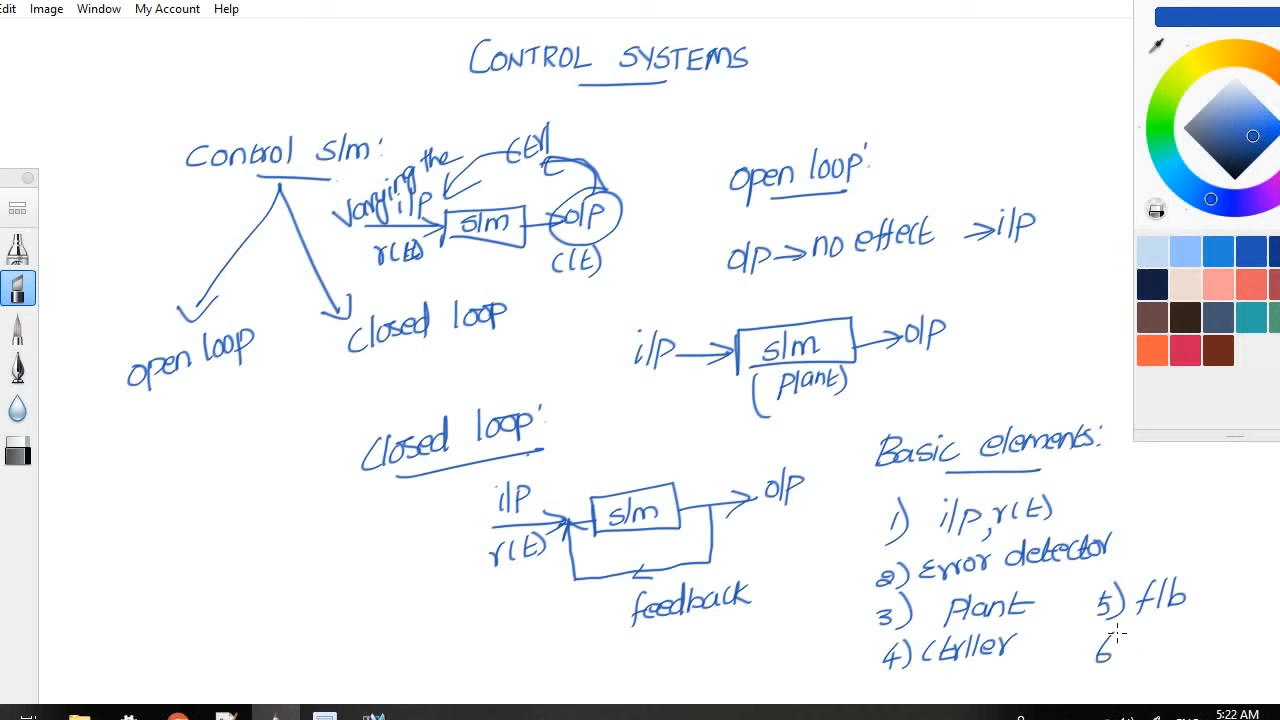 Edit Image Window My Account Help
CONTROL SYSTEMS
Control s/m:
Varying the
i/p
r(t)
s/m
o/p
c(t)
ctrl
open loop
closed loop
open loop:
o/p → no effect → i/p
i/p → s/m → o/p
(plant)
closed loop:
i/p
r(t)
s/m
o/p
feedback
Basic elements:
1) i/p, r(t)
2) Error detector
3) plant
4) Ctrller
5) f/b
6
5:22 AM